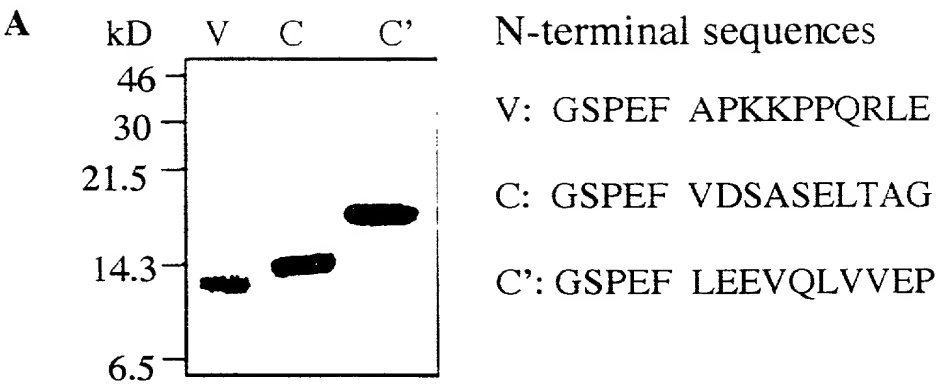 A
kD V C C’
46
30
21.5
14.3
6.5
N-terminal sequences
V: GSPEF APKKPPQRLE
C: GSPEF VDSASELTAG
C’: GSPEF LEEVQLVVEP